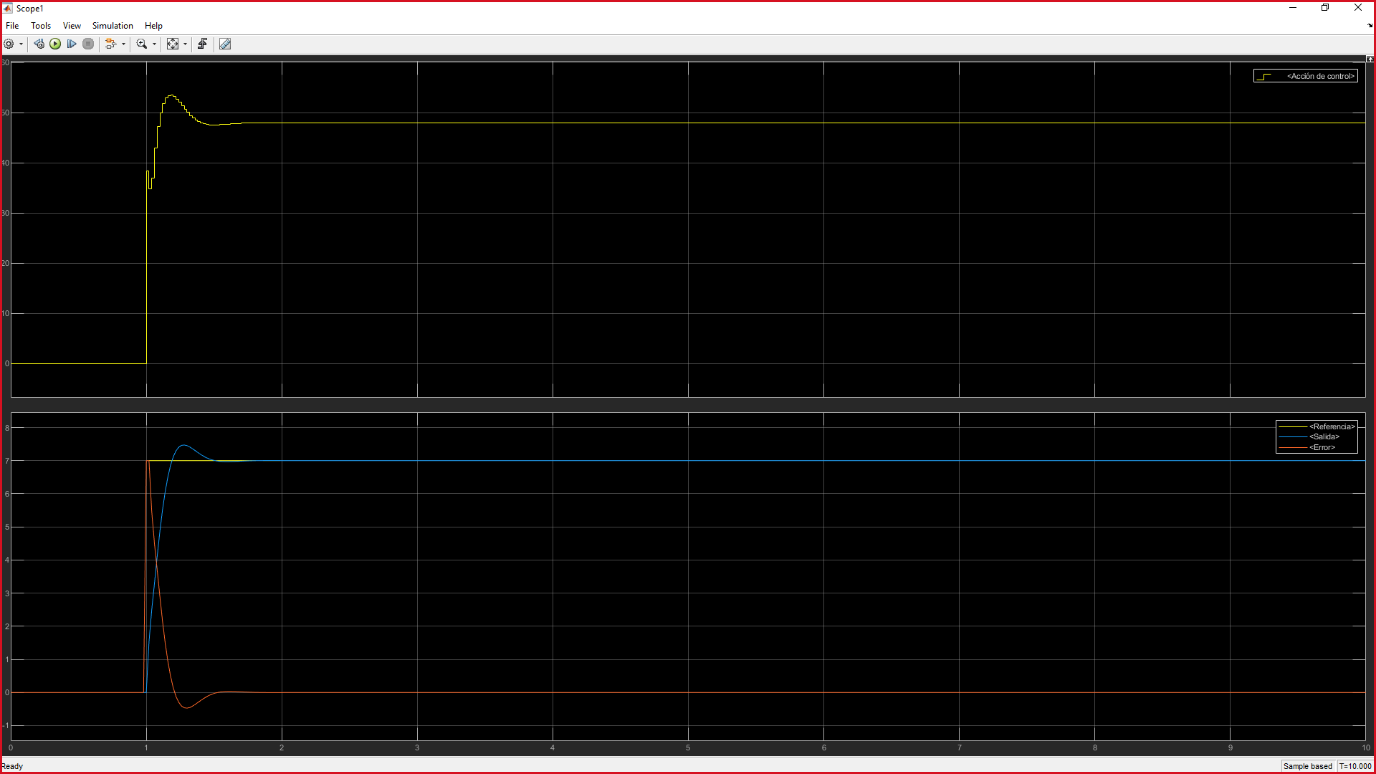 Scope1
File Tools View Simulation Help
<Acción de control>
60
50
40
30
20
10
0
<Referencia>
<Salida>
<Error>
8
7
6
5
4
3
2
1
0
-1
0 1 2 3 4 5 6 7 8 9 10
Ready Sample based T=10.000